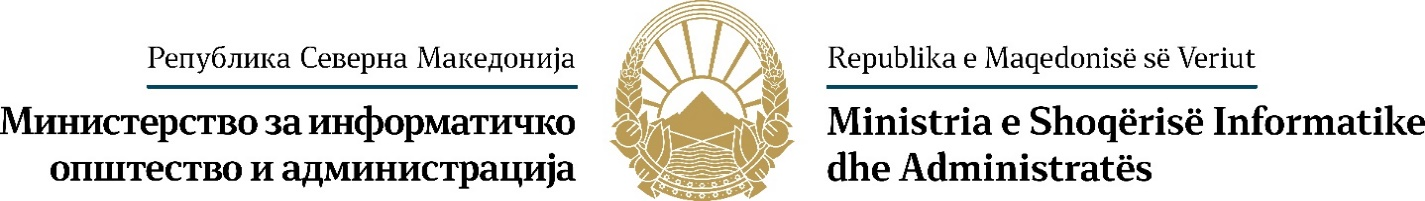 Република Северна Македонија
Министерство за информатичко
општество и администрација
Republika e Maqedonisë së Veriut
Ministria e Shoqërisë Informatike
dhe Administratës